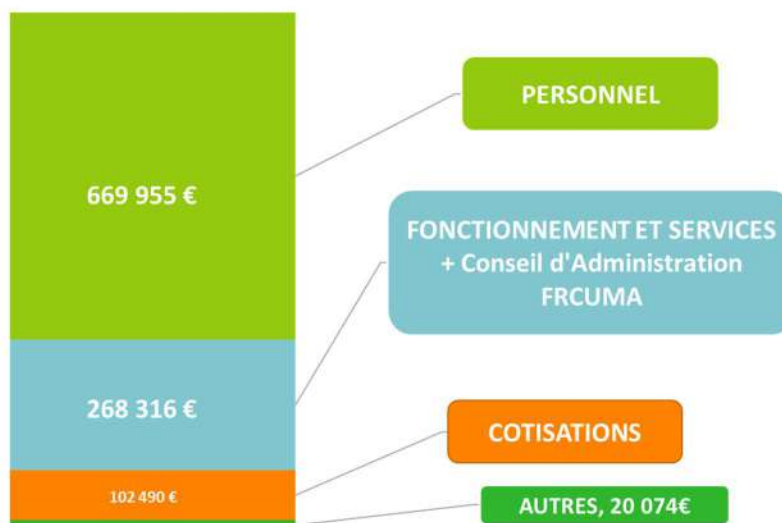 PERSONNEL
669 955 €
FONCTIONNEMENT ET SERVICES
+ Conseil d'Administration
FRCUMA
268 316 €
COTISATIONS
102 490 €
AUTRES, 20 074€